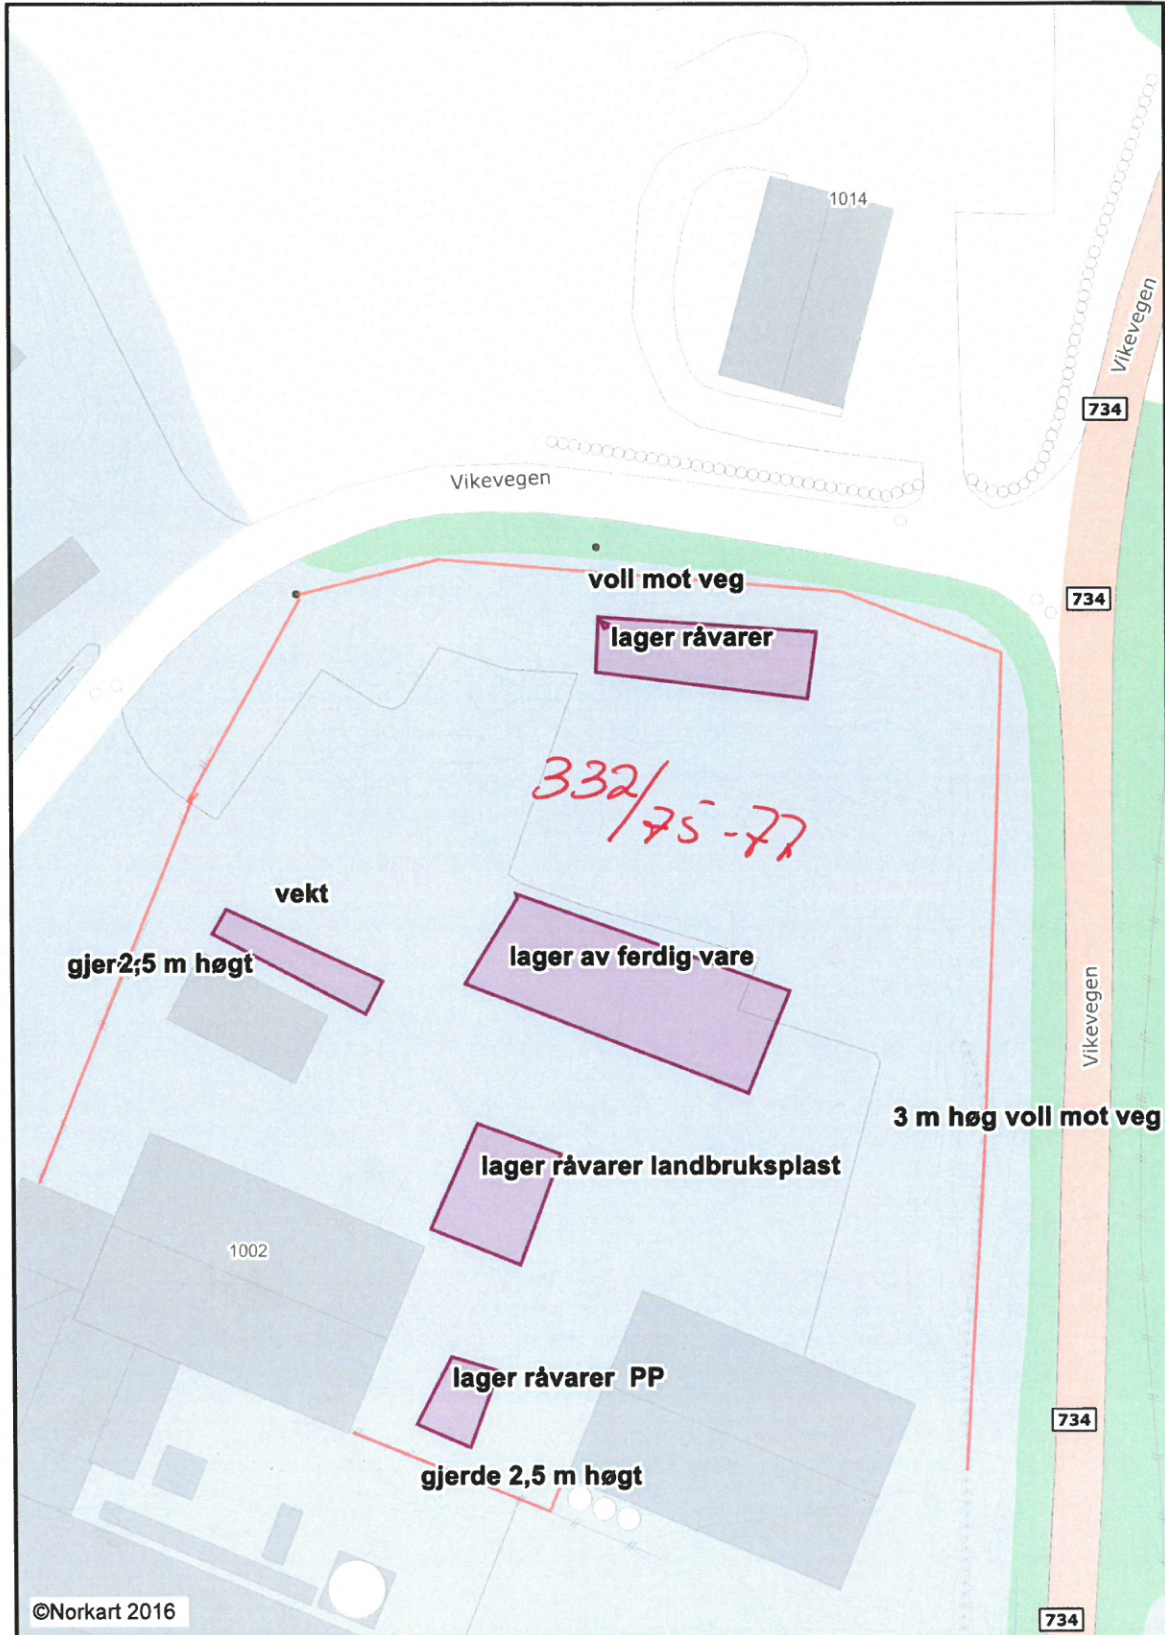 1014
Vikevegen
734
Vikevegen
734
voll mot veg
lager råvarer
332/75-77
vekt
gjer 2,5 m høgt
lager av ferdig vare
Vikevegen
3 m høg voll mot veg
lager råvarer landbruksplast
1002
lager råvarer PP
734
gjerde 2,5 m høgt
©Norkart 2016
734